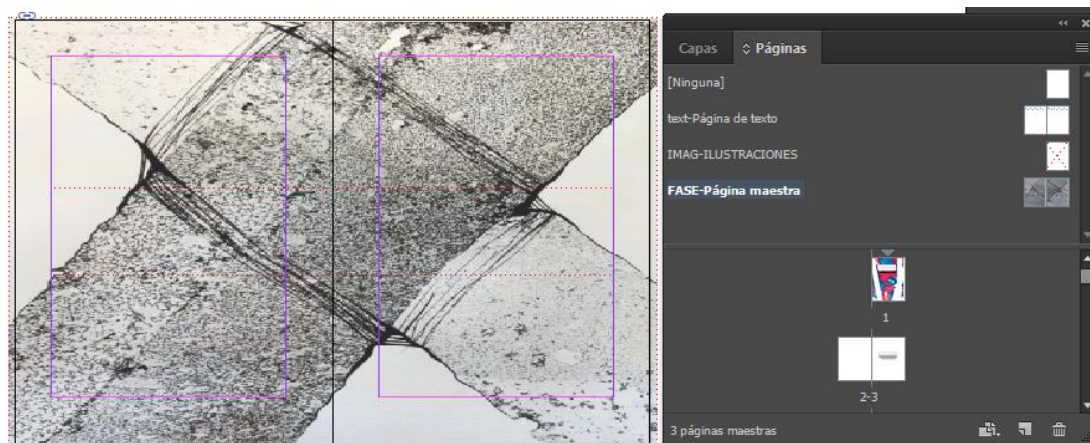 Capas
Páginas
[Ninguna]
text-Página de texto
IMAG-ILUSTRACIONES
FASE-Página maestra
1
2-3
3 páginas maestras